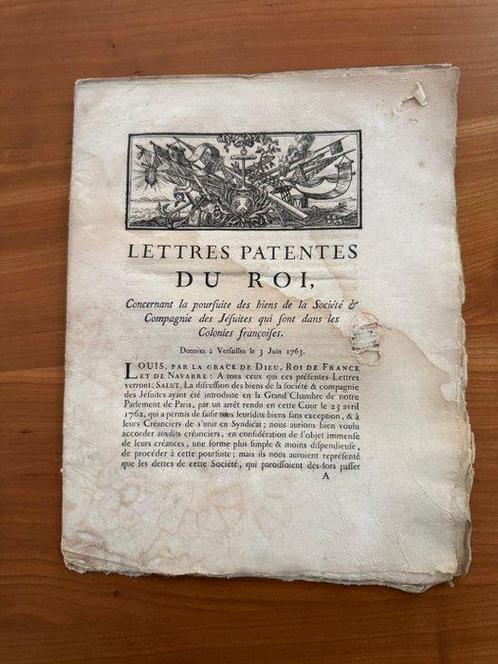 LETTRES PATENTES
DU ROI,
Concernant la pourſuite des biens de la Société &
Compagnie des Jéſuites qui ſont dans les
Colonies françoiſes.
Données à Verſailles le 3 Juin 1763.
LOUIS, PAR LA GRACE DE DIEU, ROI DE FRANCE
ET DE NAVARRE: A tous ceux qui ces préſentes Lettres
verront; SALUT. La diſcuſſion des biens de la ſociété & compagnie
des Jéſuites ayant été introduite en la Grand'Chambre de notre
Parlement de Paris, par un arrêt rendu en cette Cour le 23 avril
1762, qui a permis de ſaiſir tous leurſdits biens ſans exception, & à
leurs Créanciers de s'unir en Syndicat; nous aurions bien voulu
accorder auxdits créanciers, en conſidération de l'objet immenſe
de leurs créances, une forme plus ſimple & moins diſpendieuſe,
de procéder à cette pourſuite; mais ils nous auroient repréſenté
que les dettes de cette Société, qui paroiſſoient dès-lors paſſer
A